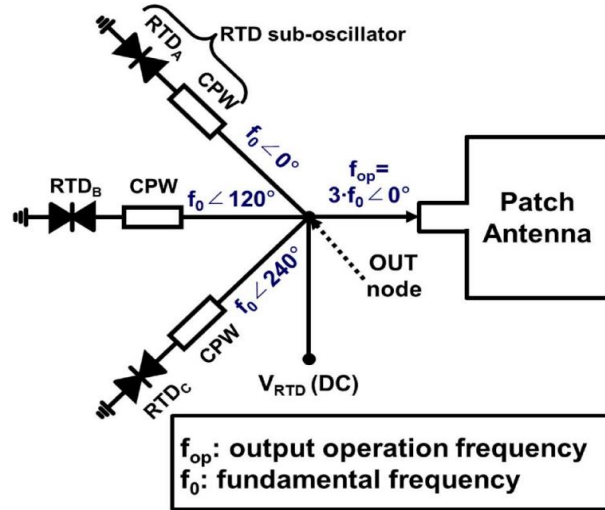 RTD_A
RTD sub-oscillator
CPW
f₀∠0°
f_op=
3·f₀∠0°
RTD_B
CPW
f₀∠120°
Patch
Antenna
OUT
node
f₀∠240°
CPW
RTD_C
V_RTD (DC)
f_op: output operation frequency
f₀: fundamental frequency